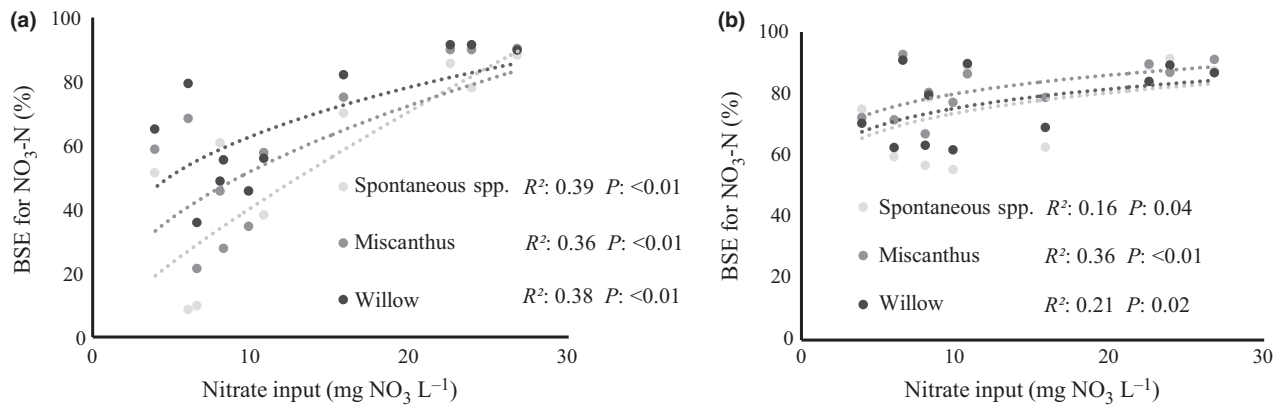 (a)
BSE for NO₃-N (%)
100
80
60
40
20
0
0
10
20
30
Nitrate input (mg NO₃ L⁻¹)
Spontaneous spp. R²: 0.39 P: <0.01
Miscanthus R²: 0.36 P: <0.01
Willow R²: 0.38 P: <0.01
(b)
BSE for NO₃-N (%)
100
80
60
40
20
0
0
10
20
30
Nitrate input (mg NO₃ L⁻¹)
Spontaneous spp. R²: 0.16 P: 0.04
Miscanthus R²: 0.36 P: <0.01
Willow R²: 0.21 P: 0.02